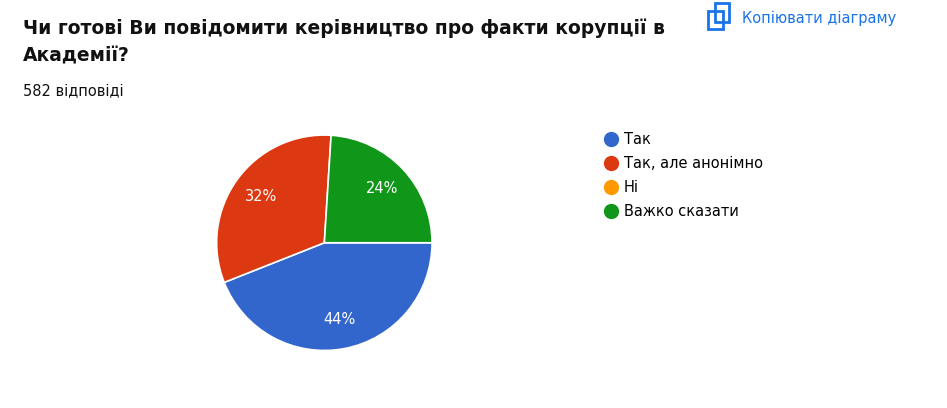 Чи готові Ви повідомити керівництво про факти корупції в
Академії?
Копіювати діаграму
582 відповіді
Так
Так, але анонімно
Ні
Важко сказати
32%
24%
44%